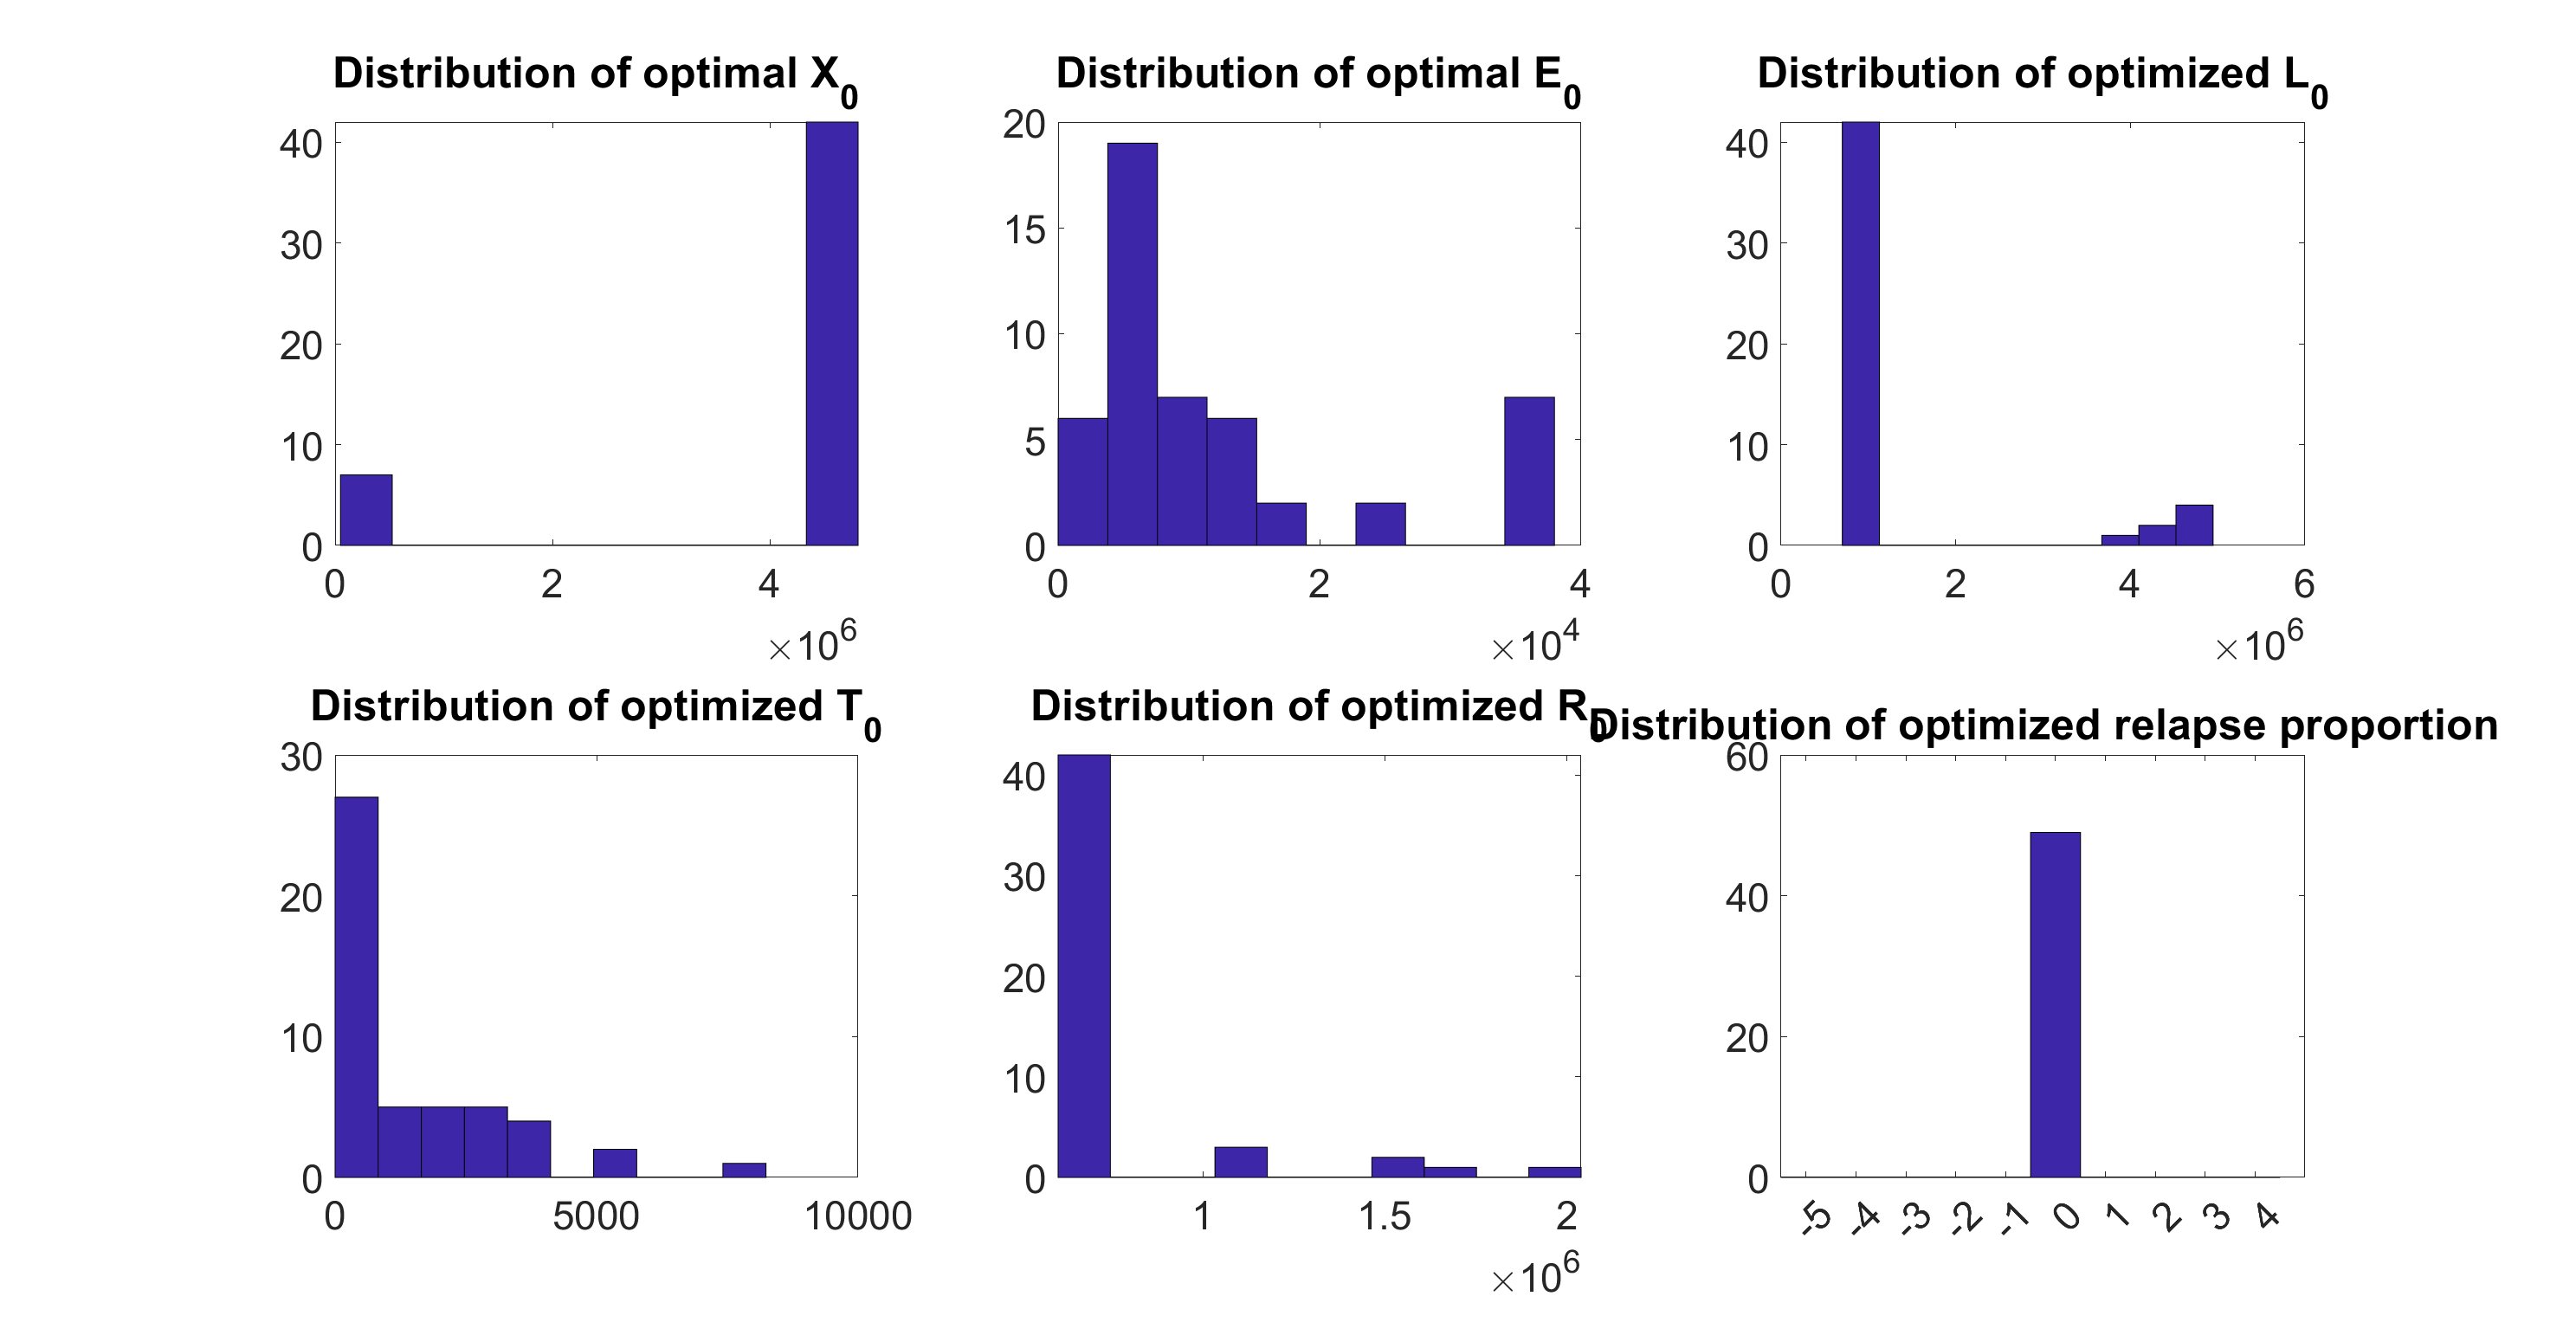 Distribution of optimal X0
40
30
20
10
0
0 2 4
×10^6
Distribution of optimal E0
20
15
10
5
0
0 2 4
×10^4
Distribution of optimized L0
40
30
20
10
0
0 2 4 6
×10^6
Distribution of optimized T0
30
20
10
0
0 5000 10000
Distribution of optimized R0
40
30
20
10
0
1 1.5 2
×10^6
Distribution of optimized relapse proportion
60
40
20
0
-5 -4 -3 -2 -1 0 1 2 3 4